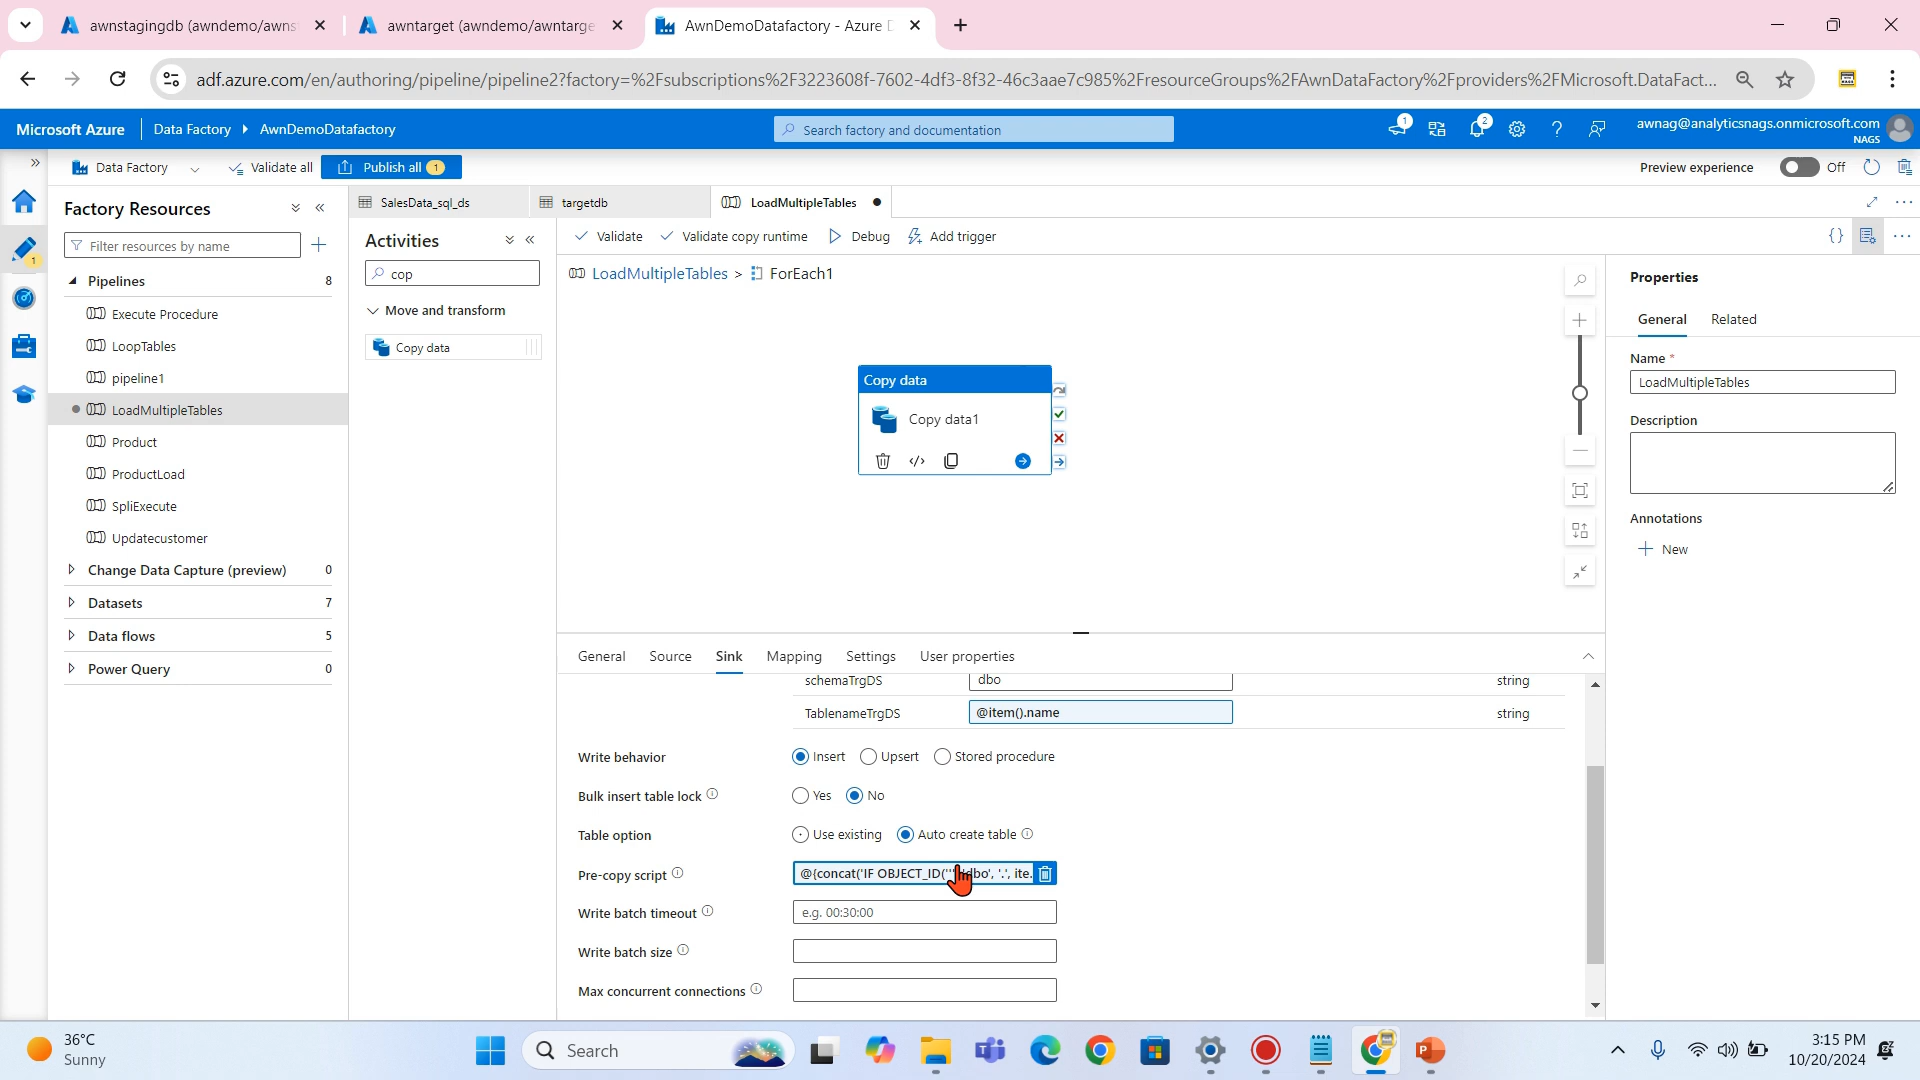 awnstagingdb (awndemo/awns
awntarget (awndemo/awntarge
AwnDemoDatafactory - Azure D
adf.azure.com/en/authoring/pipeline/pipeline2?factory=%2Fsubscriptions%2F3223608f-7602-4df3-8f32-46c3aae7c985%2FresourceGroups%2FAwnDataFactory%2Fproviders%2FMicrosoft.DataFact...
Microsoft Azure
Data Factory
AwnDemoDatafactory
Search factory and documentation
1
2
awnag@analyticsnags.onmicrosoft.com
NAGS
Data Factory
Validate all
Publish all 1
Preview experience
Off
Factory Resources
Filter resources by name
1
Pipelines 8
Execute Procedure
LoopTables
pipeline1
LoadMultipleTables
Product
ProductLoad
SpliExecute
Updatecustomer
Change Data Capture (preview) 0
Datasets 7
Data flows 5
Power Query 0
SalesData_sql_ds
targetdb
LoadMultipleTables
Activities
cop
Move and transform
Copy data
Validate
Validate copy runtime
Debug
Add trigger
LoadMultipleTables > ForEach1
Copy data
Copy data1
General
Source
Sink
Mapping
Settings
User properties
schemaTrgDS dbo string
TablenameTrgDS @item().name string
Write behavior Insert Upsert Stored procedure
Bulk insert table lock Yes No
Table option Use existing Auto create table
Pre-copy script @{concat('IF OBJECT_ID(''' bo', '.', ite.
Write batch timeout e.g. 00:30:00
Write batch size
Max concurrent connections
Properties
General Related
Name *
LoadMultipleTables
Description
Annotations
New
36°C
Sunny
Search
3:15 PM
10/20/2024